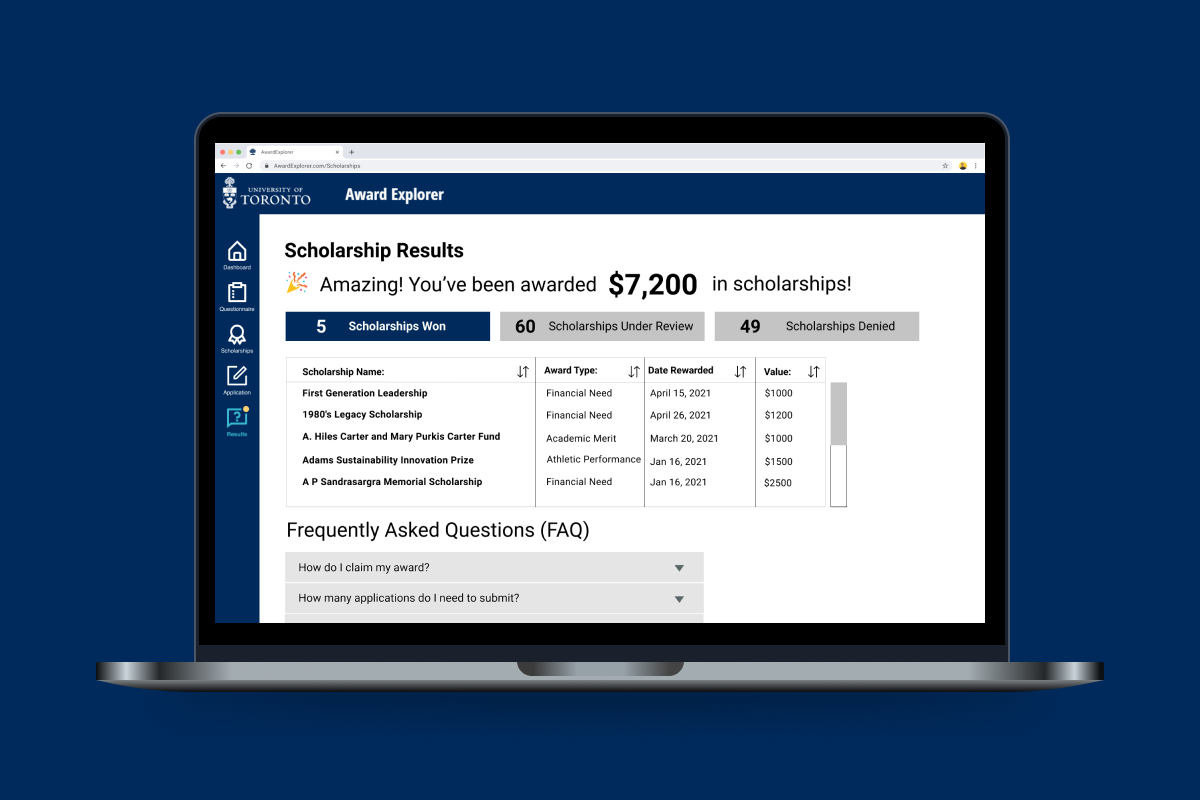 AwardExplorer
AwardExplorer.com/Scholarships
UNIVERSITY OF
TORONTO
Award Explorer
Dashboard
Questionnaire
Scholarships
Application
Results
Scholarship Results
Amazing! You've been awarded $7,200 in scholarships!
5 Scholarships Won 60 Scholarships Under Review 49 Scholarships Denied
Scholarship Name: Award Type: Date Rewarded Value:
First Generation Leadership Financial Need April 15, 2021 $1000
1980's Legacy Scholarship Financial Need April 26, 2021 $1200
A. Hiles Carter and Mary Purkis Carter Fund Academic Merit March 20, 2021 $1000
Adams Sustainability Innovation Prize Athletic Performance Jan 16, 2021 $1500
A P Sandrasargra Memorial Scholarship Financial Need Jan 16, 2021 $2500
Frequently Asked Questions (FAQ)
How do I claim my award?
How many applications do I need to submit?